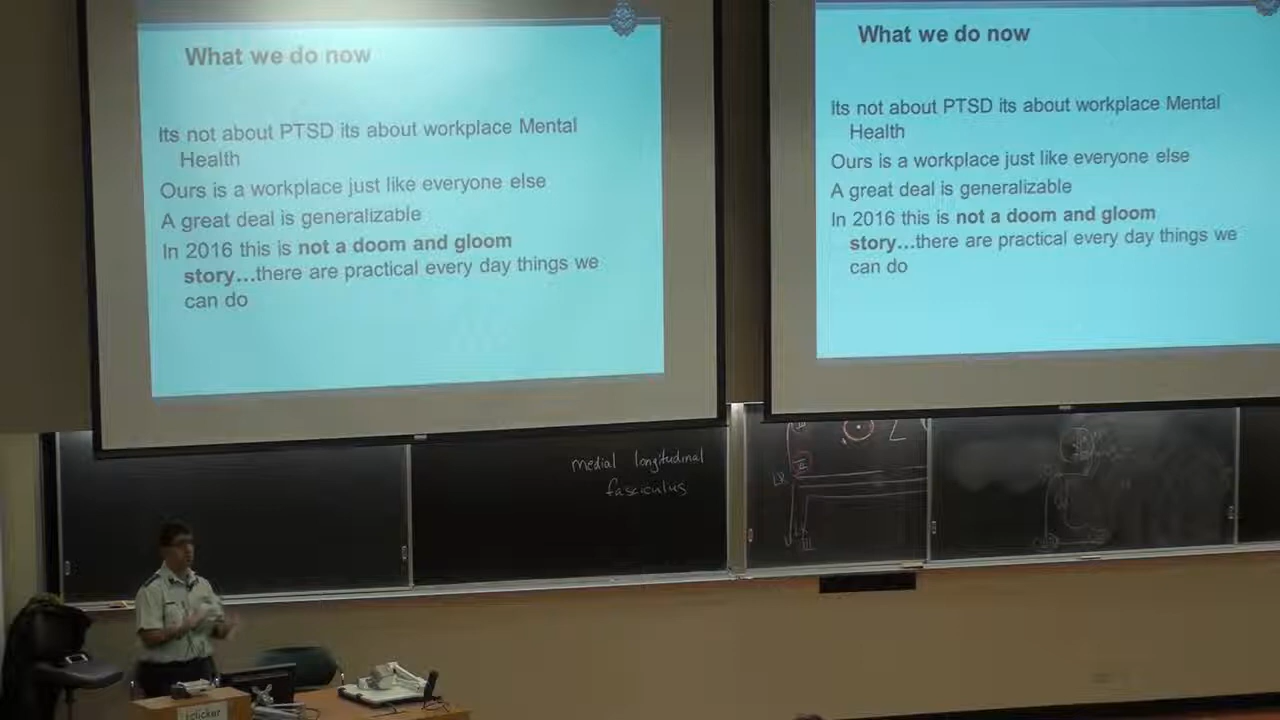 What we do now
Its not about PTSD its about workplace Mental
Health
Ours is a workplace just like everyone else
A great deal is generalizable
In 2016 this is not a doom and gloom
story...there are practical every day things we
can do
What we do now
Its not about PTSD its about workplace Mental
Health
Ours is a workplace just like everyone else
A great deal is generalizable
In 2016 this is not a doom and gloom
story...there are practical every day things we
can do
medial longitudinal
fasciculus
iclicker